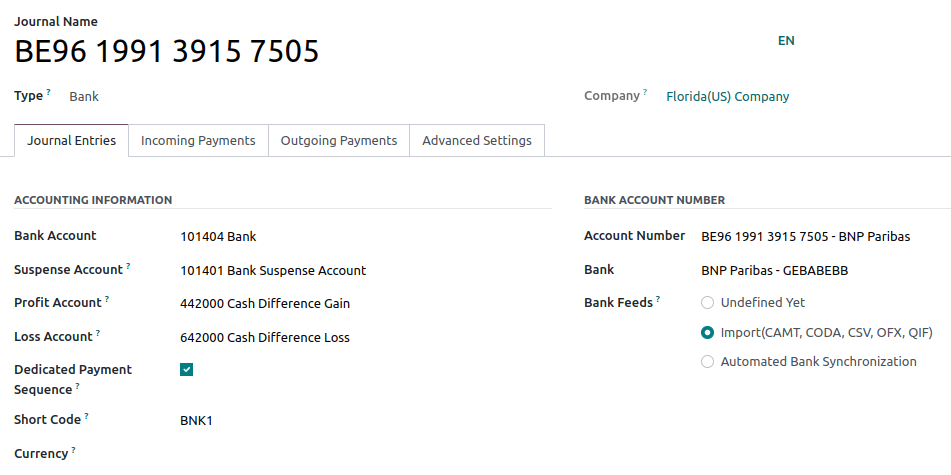 Journal Name
BE96 1991 3915 7505
EN
Type ? Bank
Company ? Florida(US) Company
Journal Entries Incoming Payments Outgoing Payments Advanced Settings
ACCOUNTING INFORMATION
Bank Account 101404 Bank
Suspense Account ? 101401 Bank Suspense Account
Profit Account ? 442000 Cash Difference Gain
Loss Account ? 642000 Cash Difference Loss
Dedicated Payment
Sequence ?
Short Code ? BNK1
Currency ?
BANK ACCOUNT NUMBER
Account Number BE96 1991 3915 7505 - BNP Paribas
Bank BNP Paribas - GEBABEBB
Bank Feeds ? Undefined Yet
Import(CAMT, CODA, CSV, OFX, QIF)
Automated Bank Synchronization